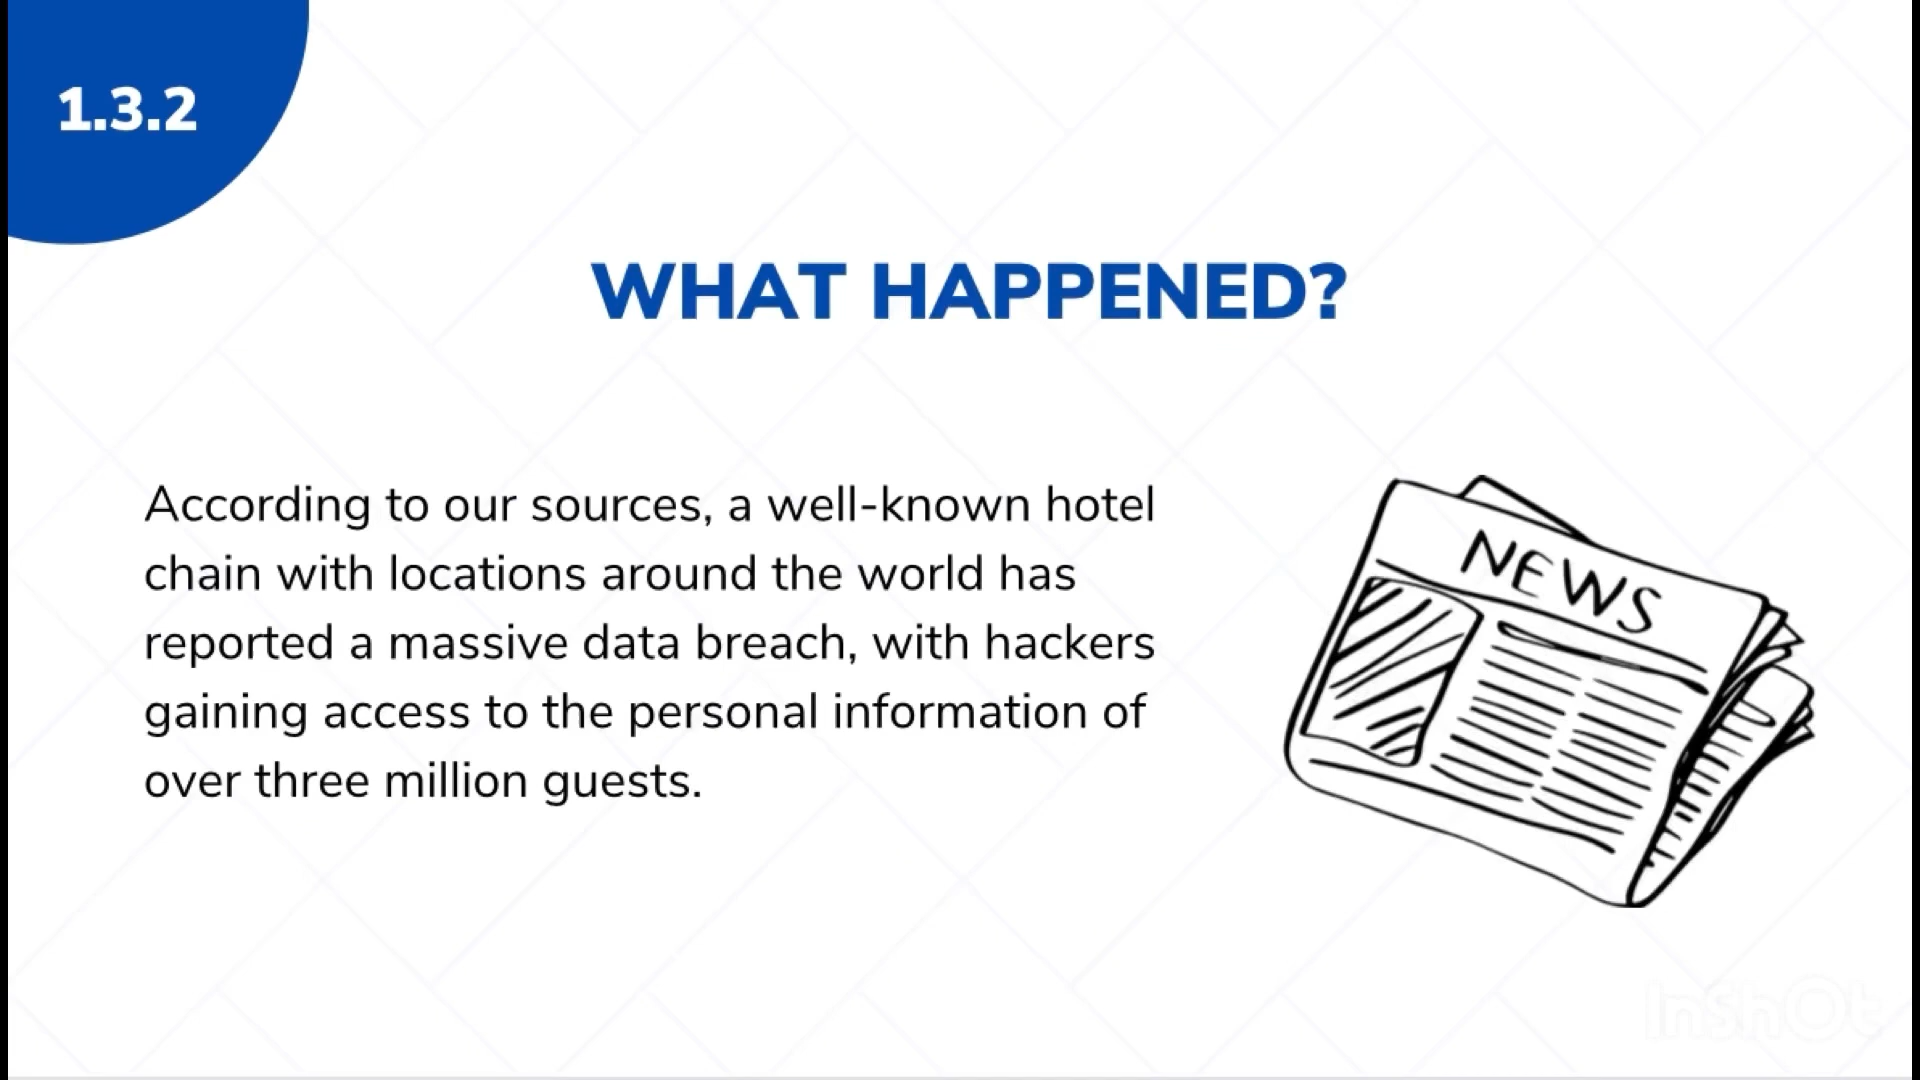 1.3.2
WHAT HAPPENED?
According to our sources, a well-known hotel
chain with locations around the world has
reported a massive data breach, with hackers
gaining access to the personal information of
over three million guests.
NEWS
InShOt